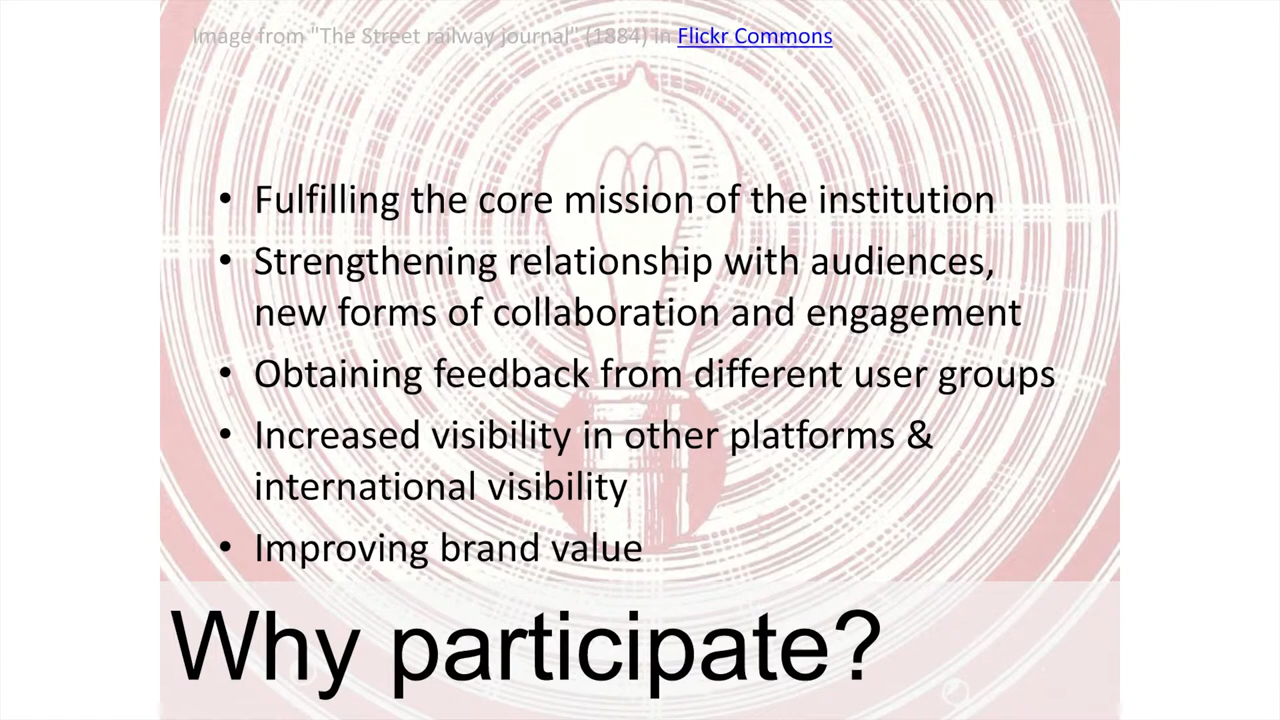 Image from "The Street railway journal" (1884) in Flickr Commons
• Fulfilling the core mission of the institution
• Strengthening relationship with audiences,
new forms of collaboration and engagement
• Obtaining feedback from different user groups
• Increased visibility in other platforms &
international visibility
• Improving brand value
Why participate?